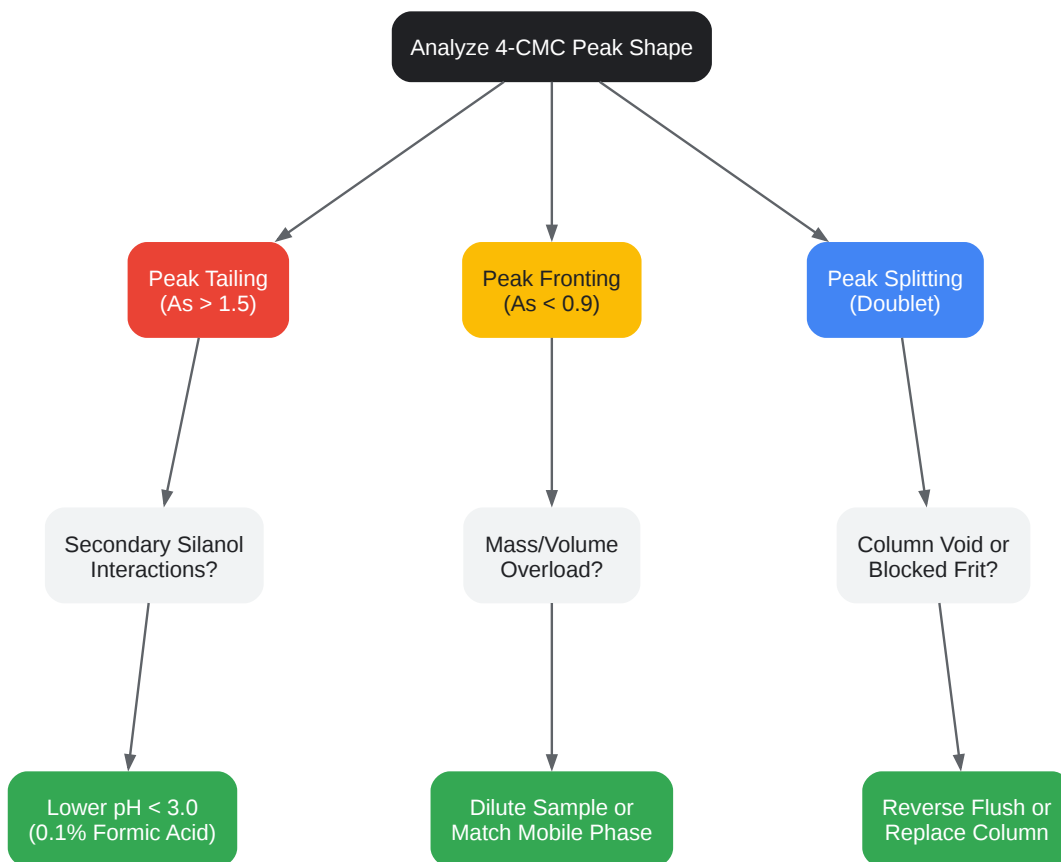 Analyze 4-CMC Peak Shape
Peak Tailing
(As > 1.5)
Peak Fronting
(As < 0.9)
Peak Splitting
(Doublet)
Secondary Silanol
Interactions?
Mass/Volume
Overload?
Column Void or
Blocked Frit?
Lower pH < 3.0
(0.1% Formic Acid)
Dilute Sample or
Match Mobile Phase
Reverse Flush or
Replace Column